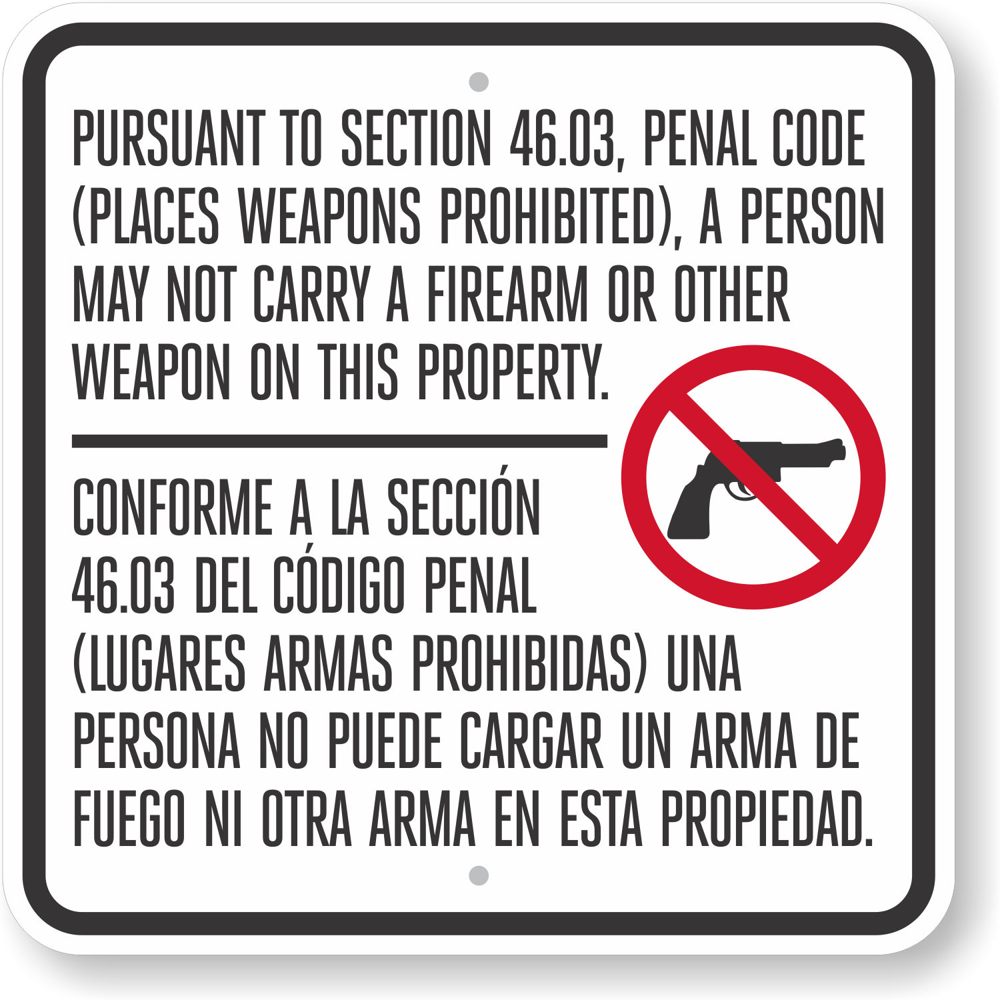 PURSUANT TO SECTION 46.03, PENAL CODE
(PLACES WEAPONS PROHIBITED), A PERSON
MAY NOT CARRY A FIREARM OR OTHER
WEAPON ON THIS PROPERTY.
CONFORME A LA SECCIÓN
46.03 DEL CÓDIGO PENAL
(LUGARES ARMAS PROHIBIDAS) UNA
PERSONA NO PUEDE CARGAR UN ARMA DE
FUEGO NI OTRA ARMA EN ESTA PROPIEDAD.